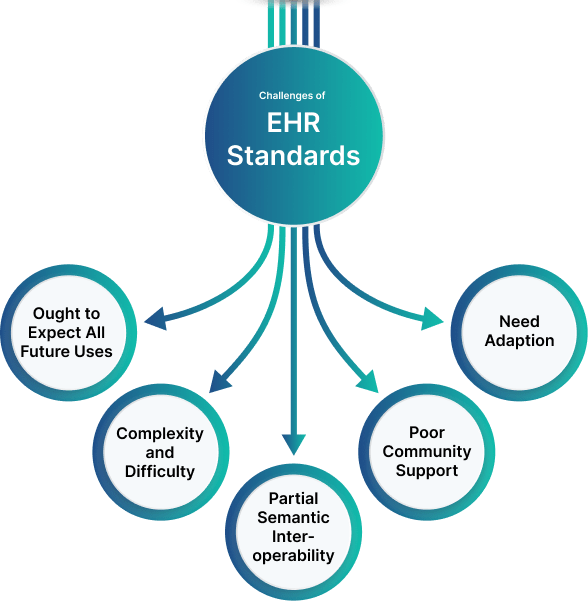 Challenges of
EHR
Standards
Ought to
Expect All
Future Uses
Complexity
and
Difficulty
Partial
Semantic
Inter-
operability
Poor
Community
Support
Need
Adaption